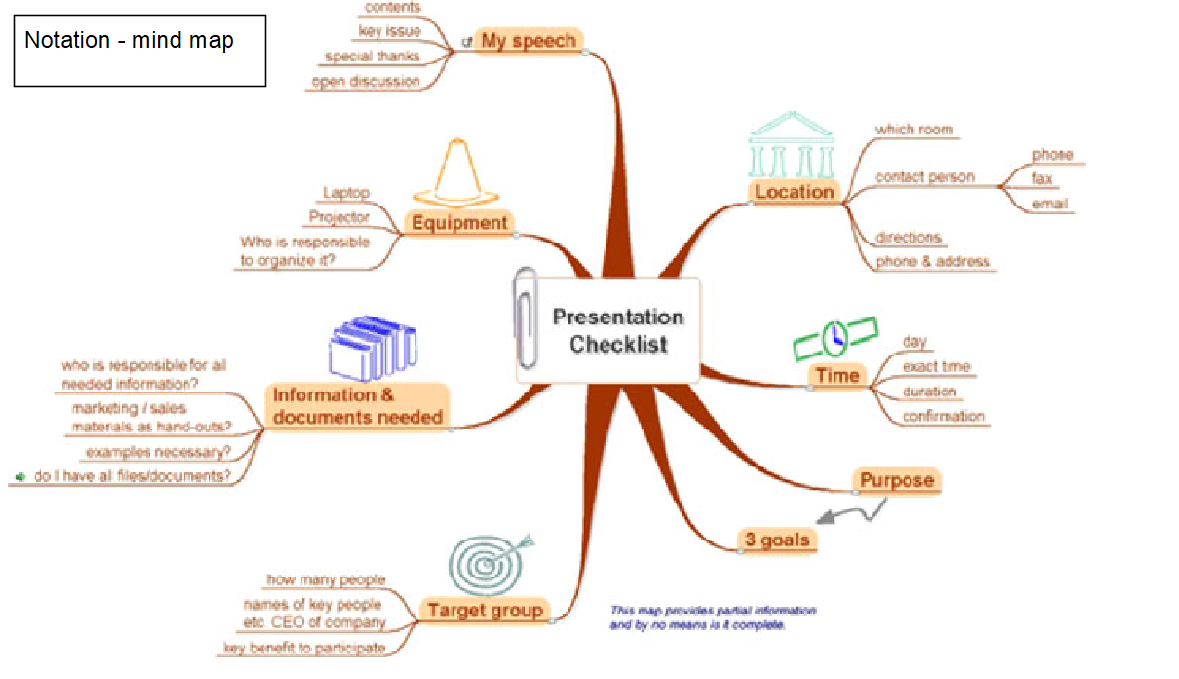 Notation - mind map
contents
key issue
special thanks
open discussion
My speech
Laptop
Projector
Who is responsible
to organize it?
Equipment
who is responsible for all
needed information?
marketing / sales
materials as hand-outs?
examples necessary?
do I have all files/documents?
Information &
documents needed
how many people
names of key people
etc. CEO of company
key benefit to participate
Target group
Presentation
Checklist
Location
which room
contact person
phone
fax
email
directions
phone & address
Time
day
exact time
duration
confirmation
Purpose
3 goals
This map provides partial information
and by no means is it complete.